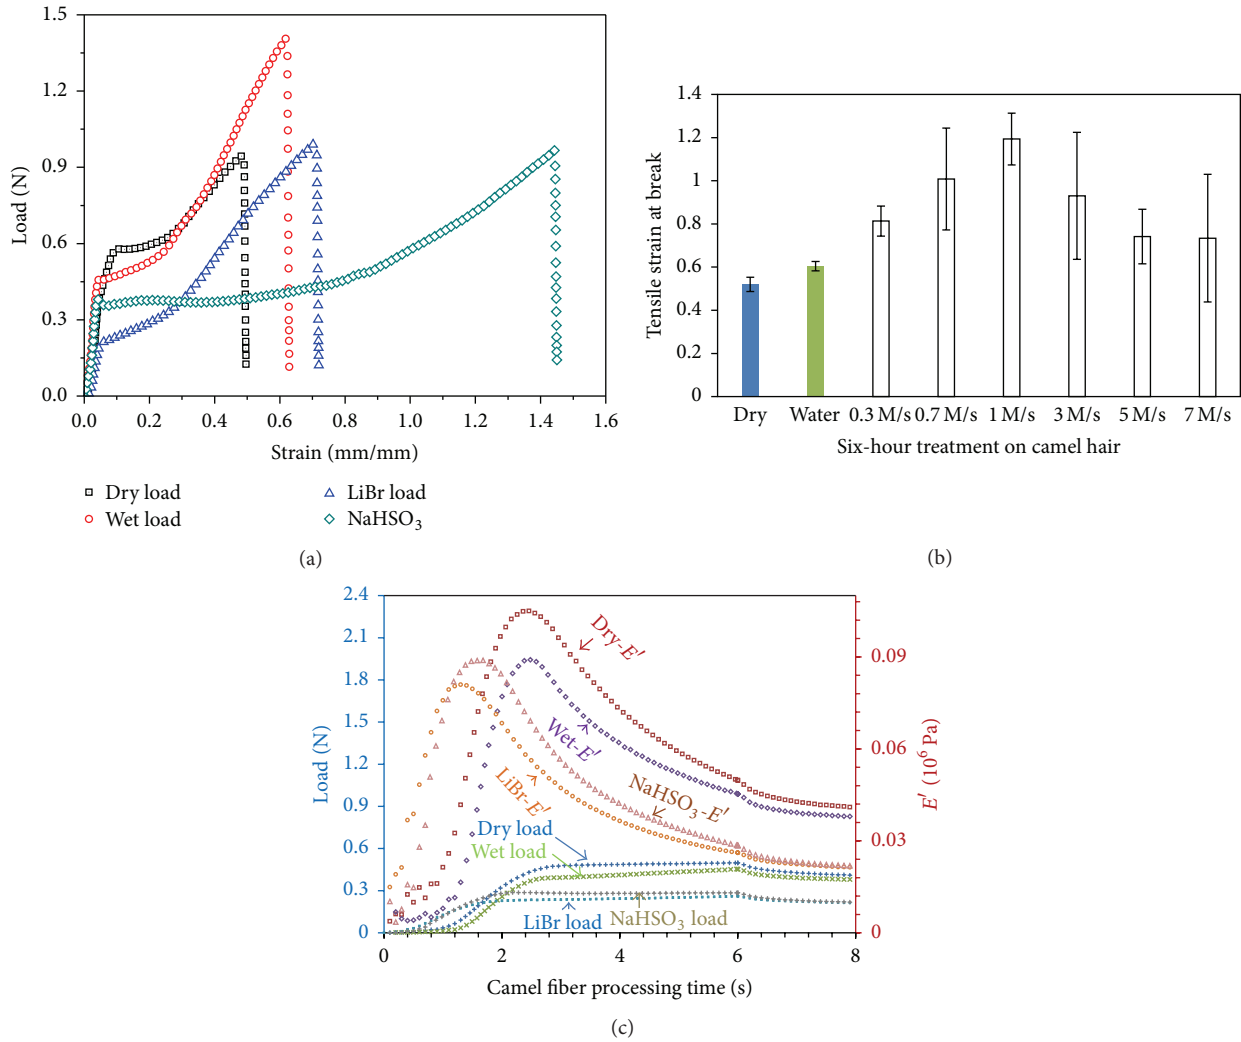 1.5
1.2
0.9
0.6
0.3
0.0
Load (N)
0.0 0.2 0.4 0.6 0.8 1.0 1.2 1.4 1.6
Strain (mm/mm)
Dry load
Wet load
LiBr load
NaHSO3
(a)
1.4
1.2
1
0.8
0.6
0.4
0.2
0
Tensile strain at break
Dry Water 0.3 M/s 0.7 M/s 1 M/s 3 M/s 5 M/s 7 M/s
Six-hour treatment on camel hair
(b)
2.4
2.1
1.8
1.5
1.2
0.9
0.6
0.3
0
Load (N)
Dry-E′
Wet-E′
LiBr-E′
NaHSO3-E′
Dry load
Wet load
LiBr load
NaHSO3 load
0.09
0.06
0.03
0.00
E′ (10⁶ Pa)
0 2 4 6 8
Camel fiber processing time (s)
(c)